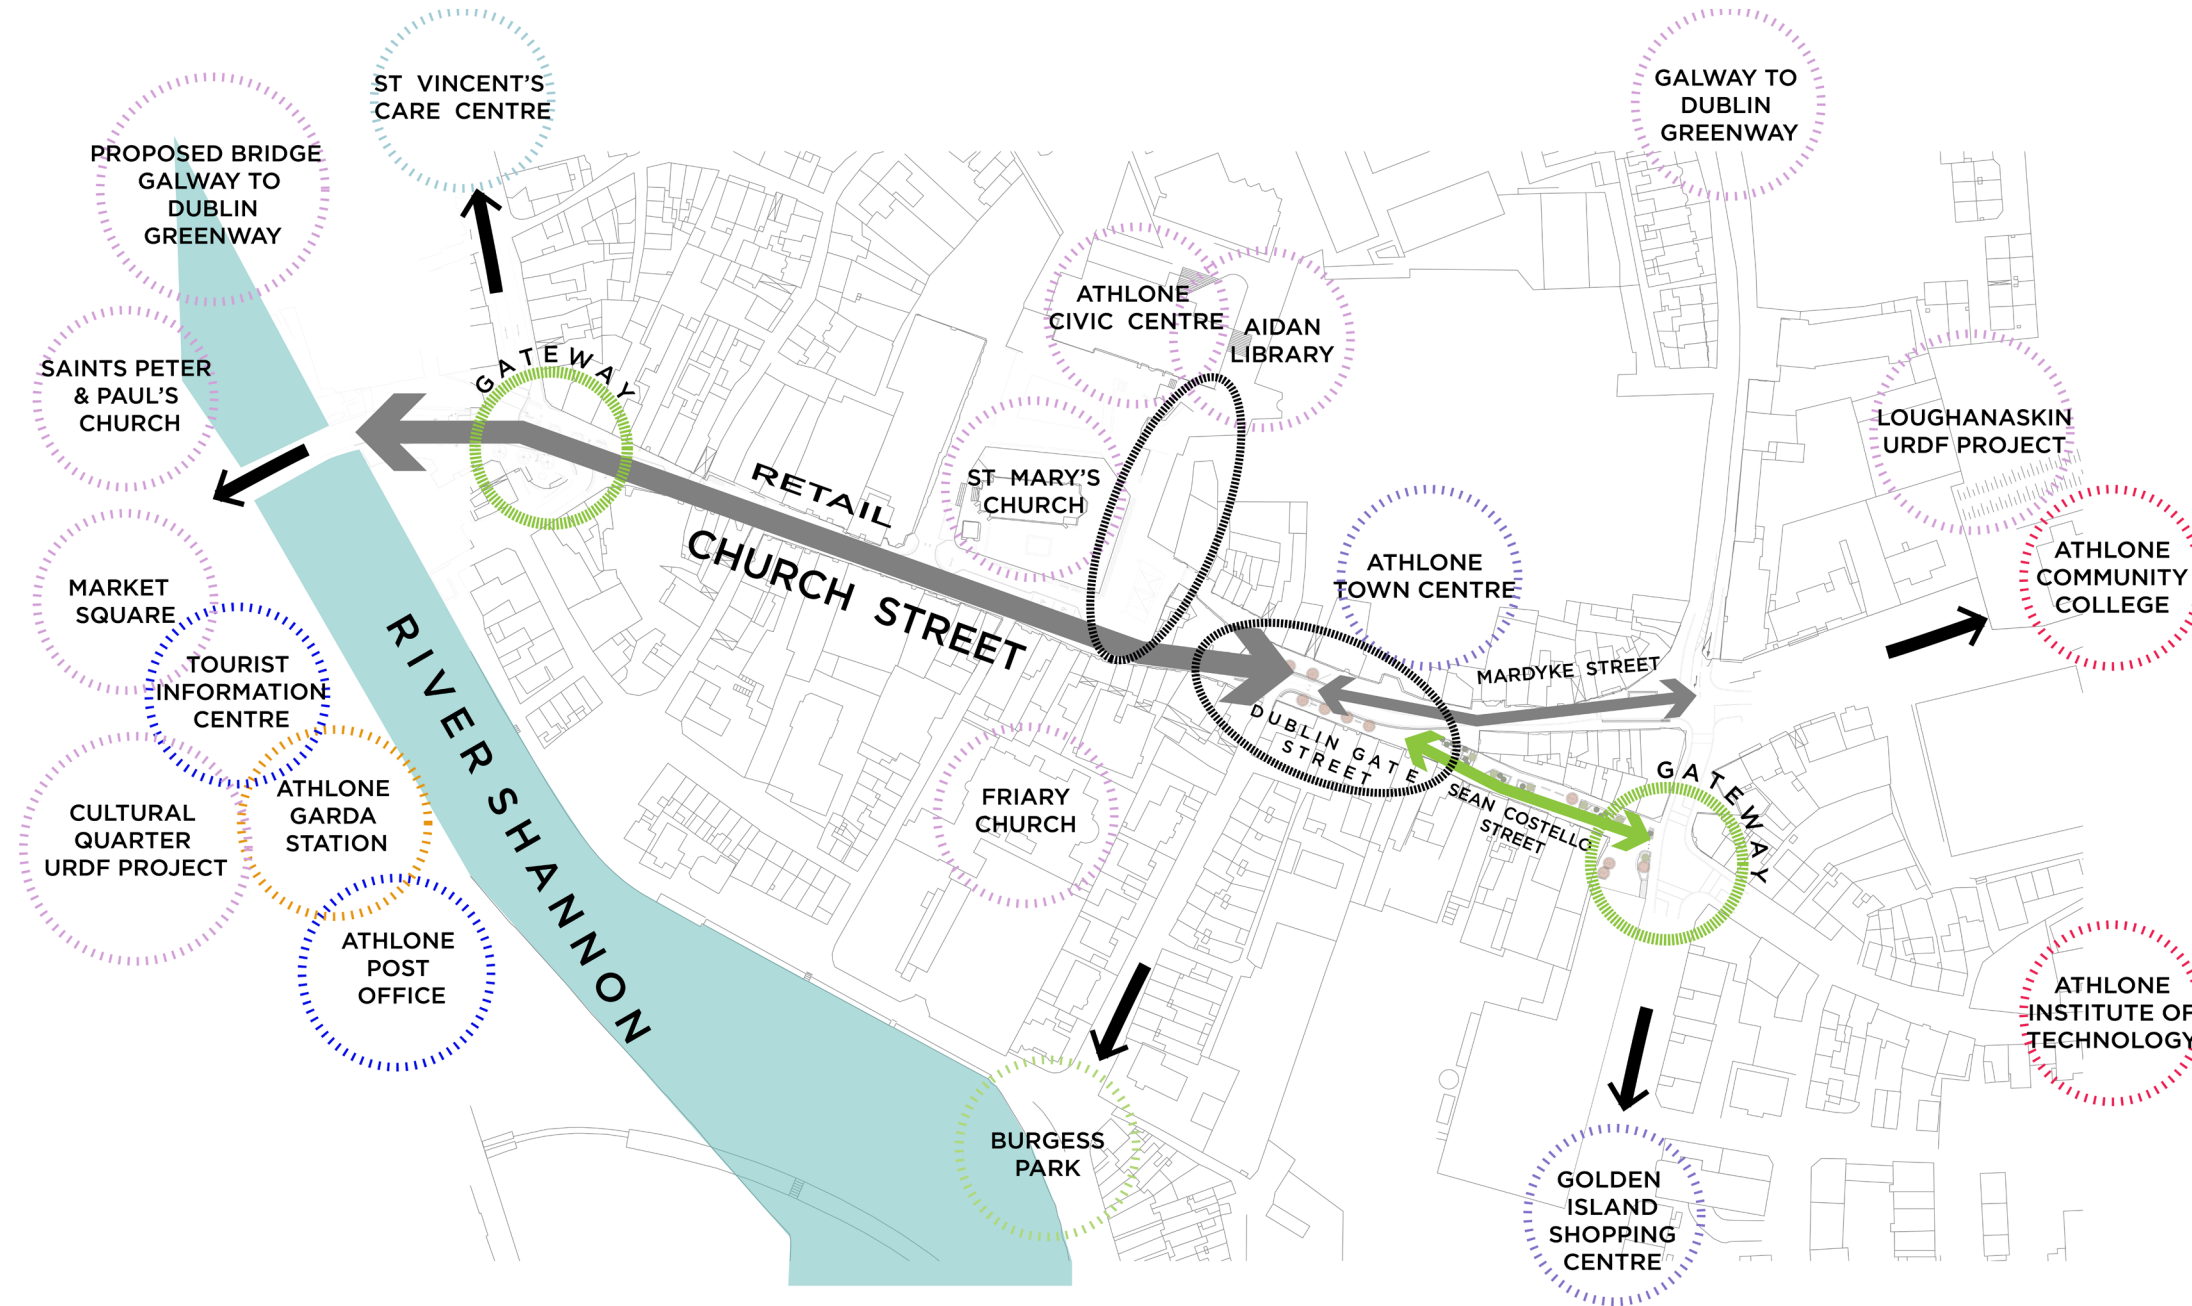 ST VINCENT'S
CARE CENTRE
GALWAY TO
DUBLIN
GREENWAY
PROPOSED BRIDGE
GALWAY TO
DUBLIN
GREENWAY
ATHLONE
CIVIC CENTRE
AIDAN
LIBRARY
SAINTS PETER
& PAUL'S
CHURCH
GATEWAY
LOUGHANASKIN
URDF PROJECT
RETAIL
ST MARY'S
CHURCH
CHURCH STREET
ATHLONE
TOWN CENTRE
ATHLONE
COMMUNITY
COLLEGE
MARKET
SQUARE
TOURIST
INFORMATION
CENTRE
RIVER SHANNON
MARDYKE STREET
DUBLIN GATE
STREET
SEAN COSTELLO
STREET
GATEWAY
CULTURAL
QUARTER
URDF PROJECT
ATHLONE
GARDA
STATION
FRIARY
CHURCH
ATHLONE
POST
OFFICE
ATHLONE
INSTITUTE OF
TECHNOLOGY
BURGESS
PARK
GOLDEN
ISLAND
SHOPPING
CENTRE